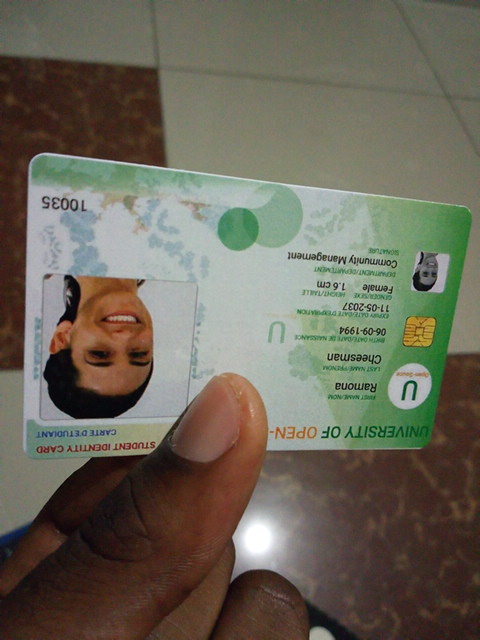 UNIVERSITY OF OPEN-
STUDENT IDENTITY CARD
CARTE D'ETUDIANT
U
Open-Source
FIRST NAME/NOM
Ramona
LAST NAME/PRENOM
Cheesman
BIRTH DATE/DATE DE NAISSANCE
06-09-1994
EXPIRY DATE/DATE D'EXPIRATION
11-05-2037
GENDER/SEXE HEIGHT/TAILLE
Female 1.6 cm
DEPARTMENT/DEPARTEMENT
Community Management
SIGNATURE
U
10035